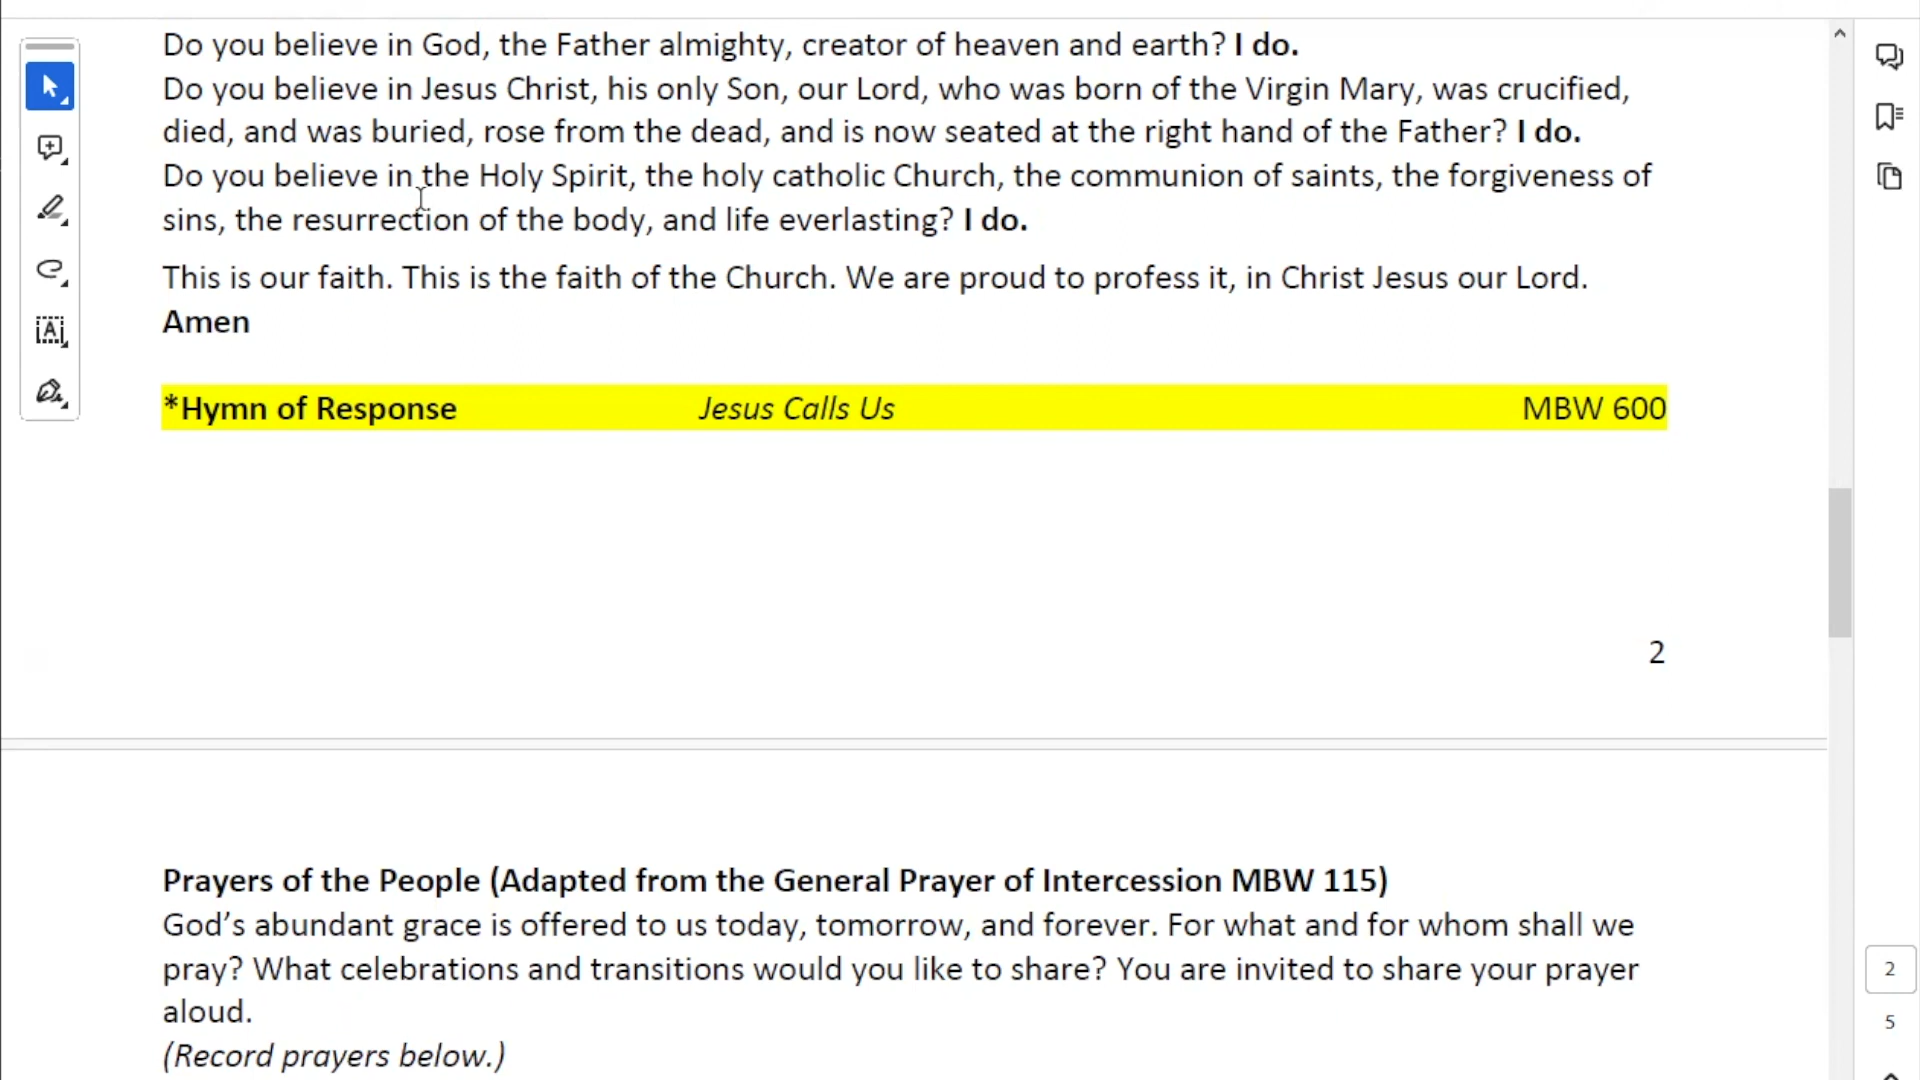 Do you believe in God, the Father almighty, creator of heaven and earth? I do.
Do you believe in Jesus Christ, his only Son, our Lord, who was born of the Virgin Mary, was crucified,
died, and was buried, rose from the dead, and is now seated at the right hand of the Father? I do.
Do you believe in the Holy Spirit, the holy catholic Church, the communion of saints, the forgiveness of
sins, the resurrection of the body, and life everlasting? I do.
This is our faith. This is the faith of the Church. We are proud to profess it, in Christ Jesus our Lord.
Amen
*Hymn of Response Jesus Calls Us MBW 600
2
Prayers of the People (Adapted from the General Prayer of Intercession MBW 115)
God’s abundant grace is offered to us today, tomorrow, and forever. For what and for whom shall we
pray? What celebrations and transitions would you like to share? You are invited to share your prayer
aloud.
(Record prayers below.)
2
5